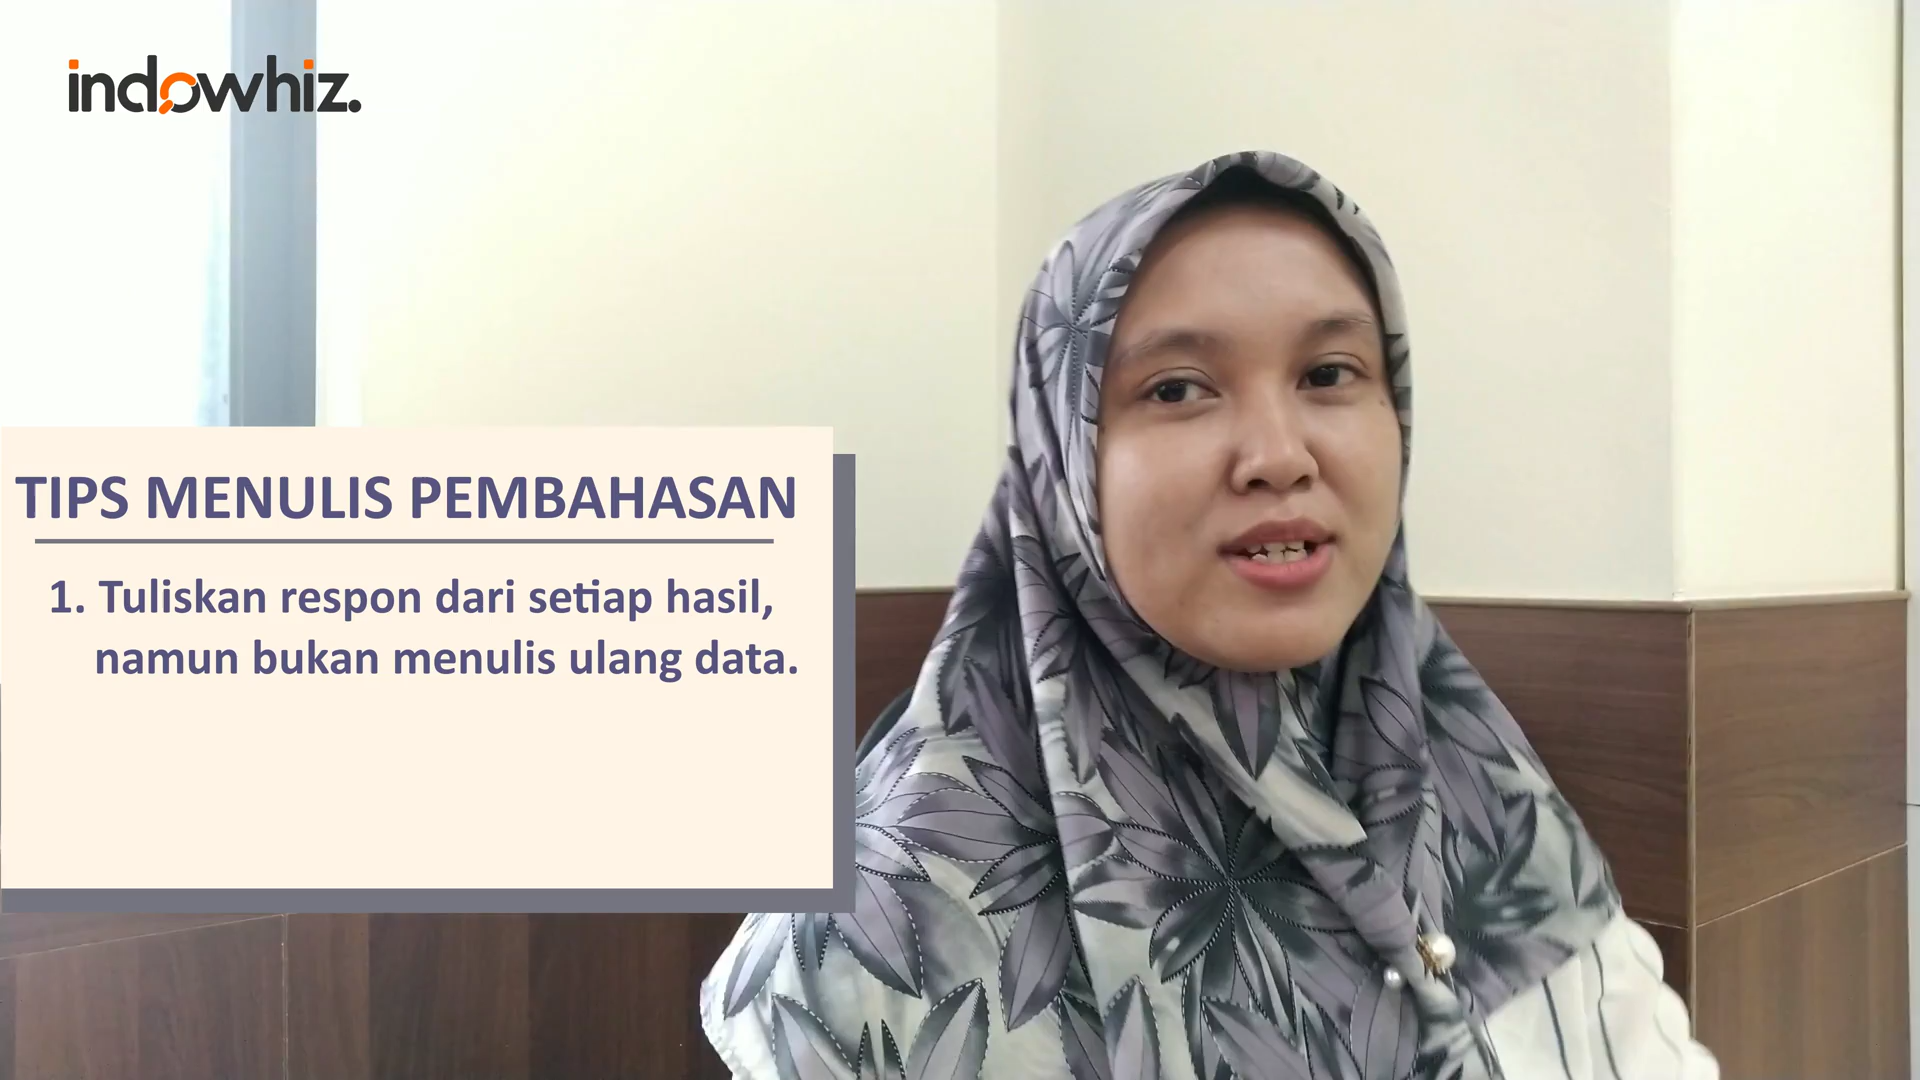 indowhiz.
TIPS MENULIS PEMBAHASAN
1. Tuliskan respon dari setiap hasil,
namun bukan menulis ulang data.